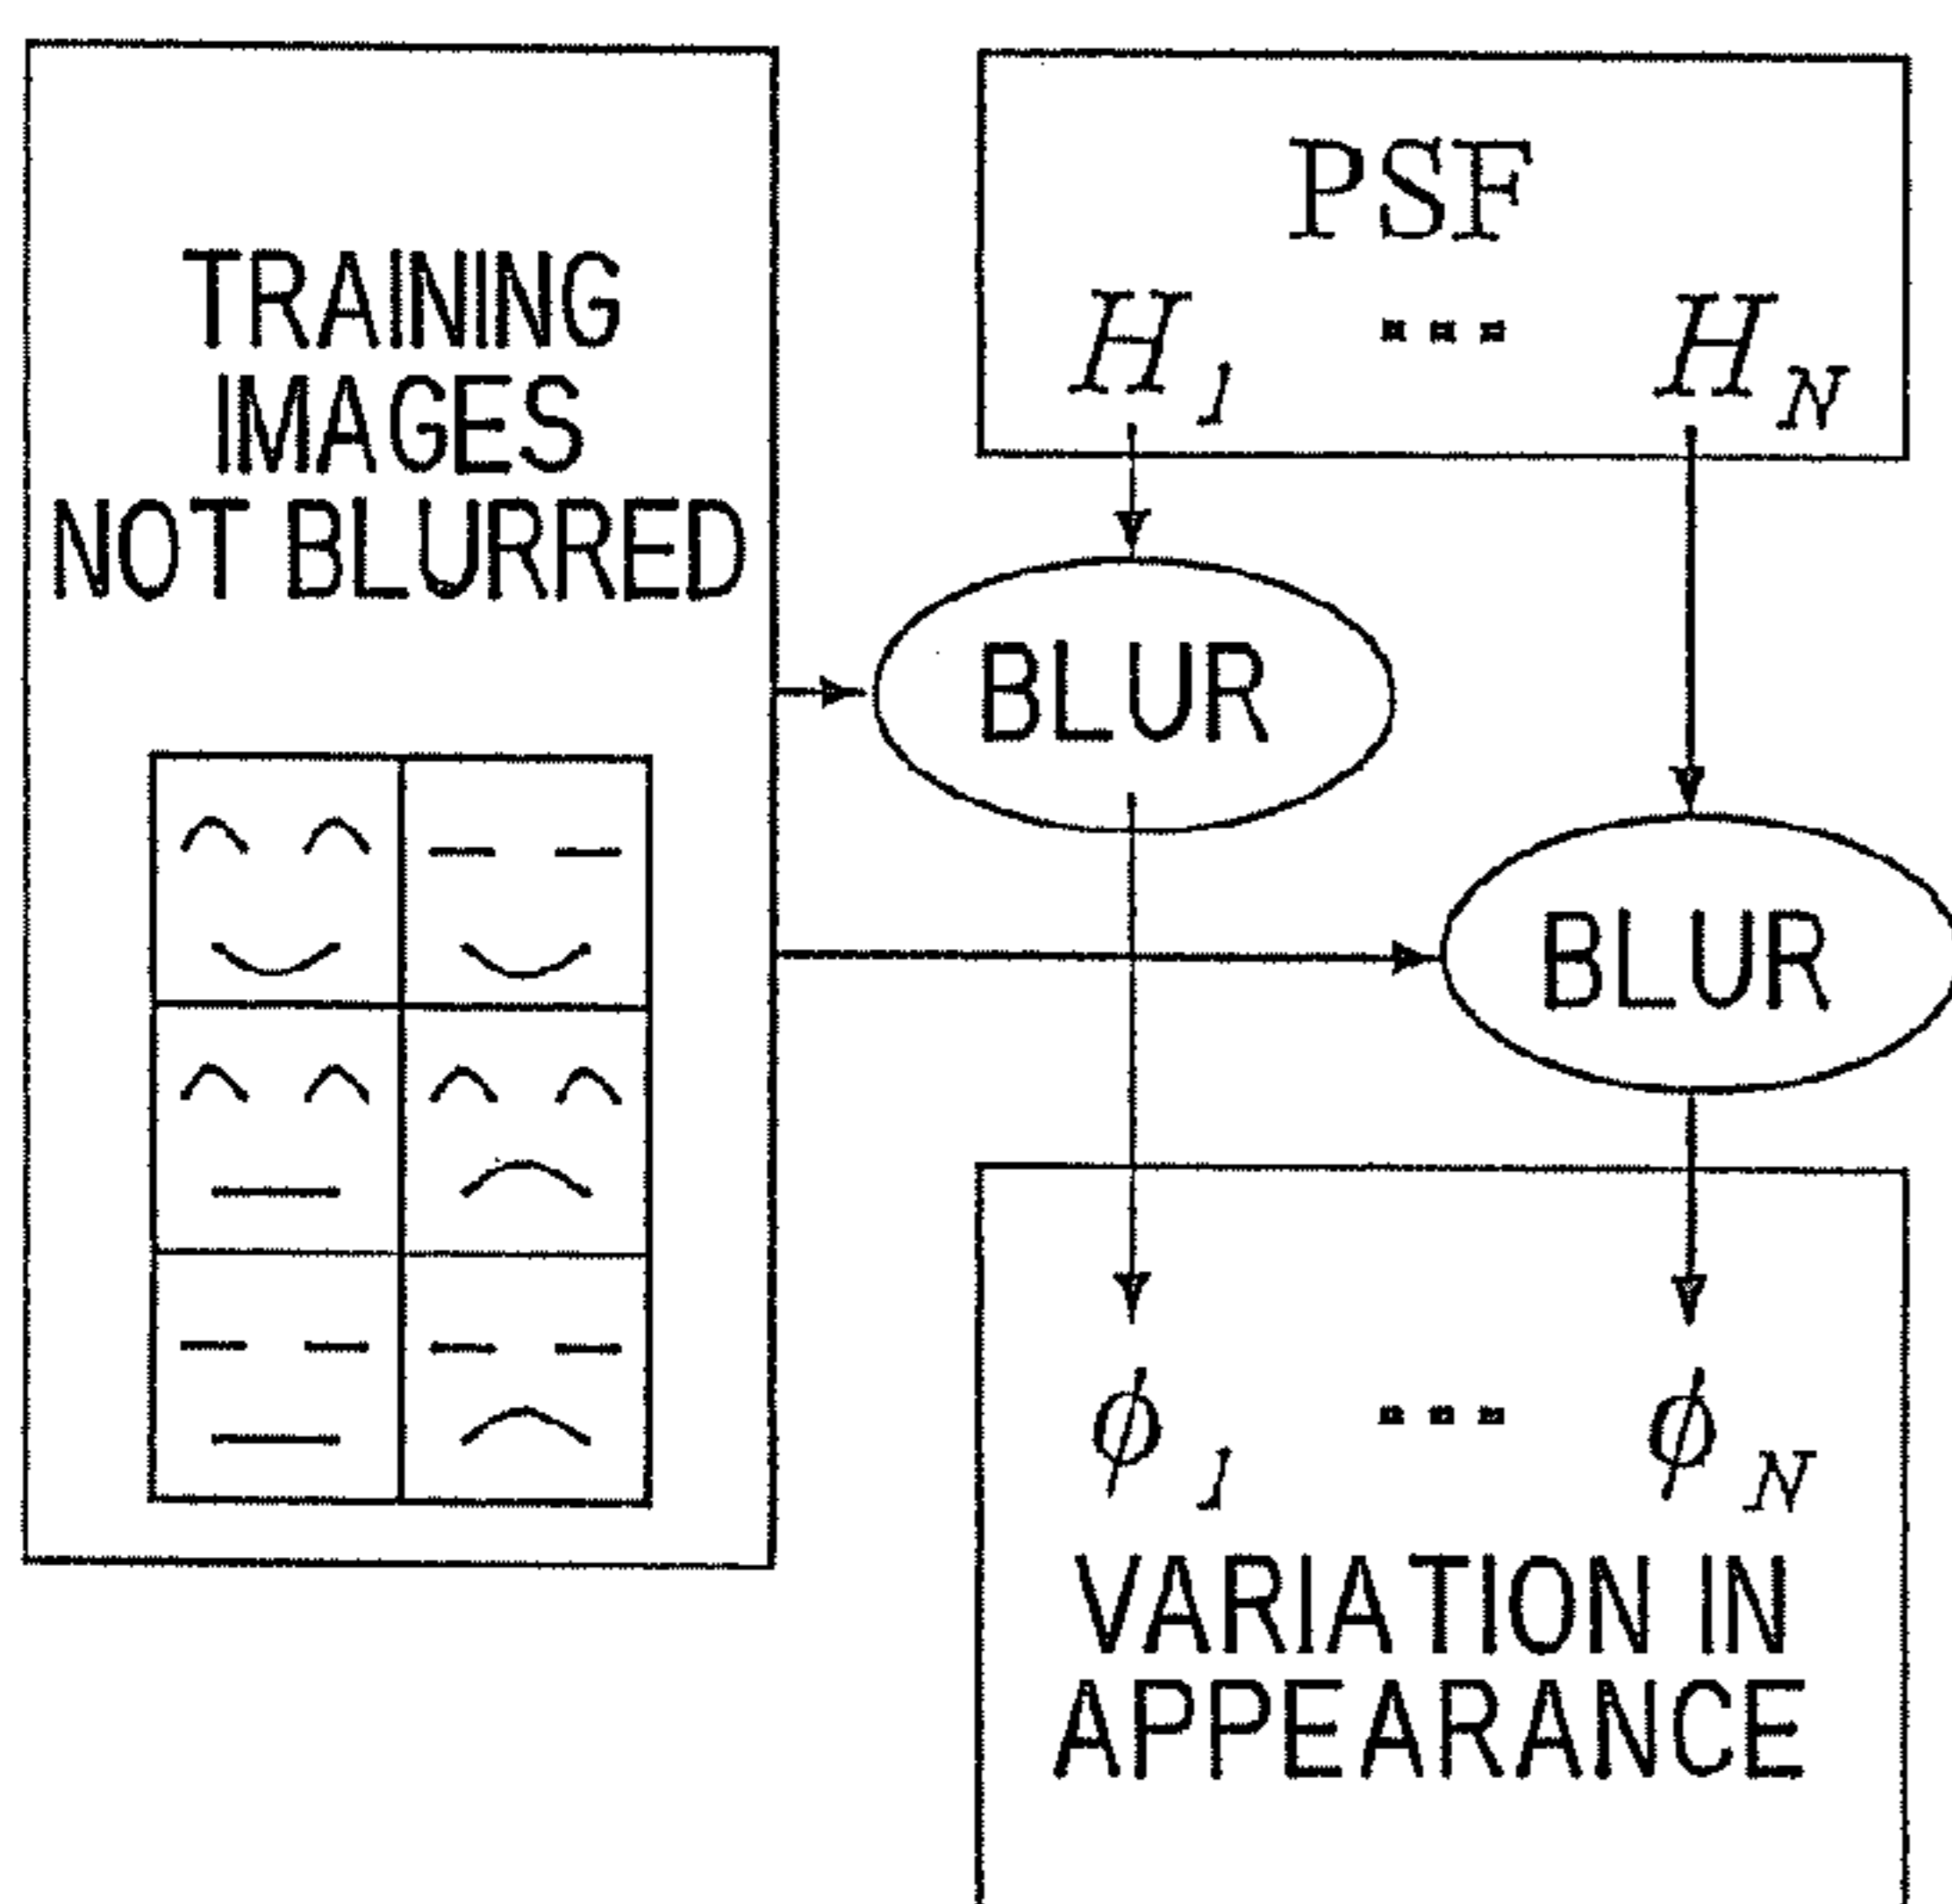 TRAINING
IMAGES
NOT BLURRED
PSF
H1 --- HN
BLUR
BLUR
ϕ1 --- ϕN
VARIATION IN
APPEARANCE